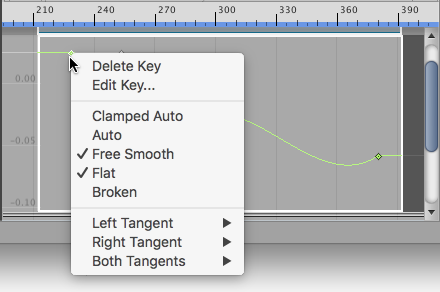 210 240 270 300 330 360 390
0.00
-0.05
-0.10
Delete Key
Edit Key...
Clamped Auto
Auto
Free Smooth
Flat
Broken
Left Tangent
Right Tangent
Both Tangents